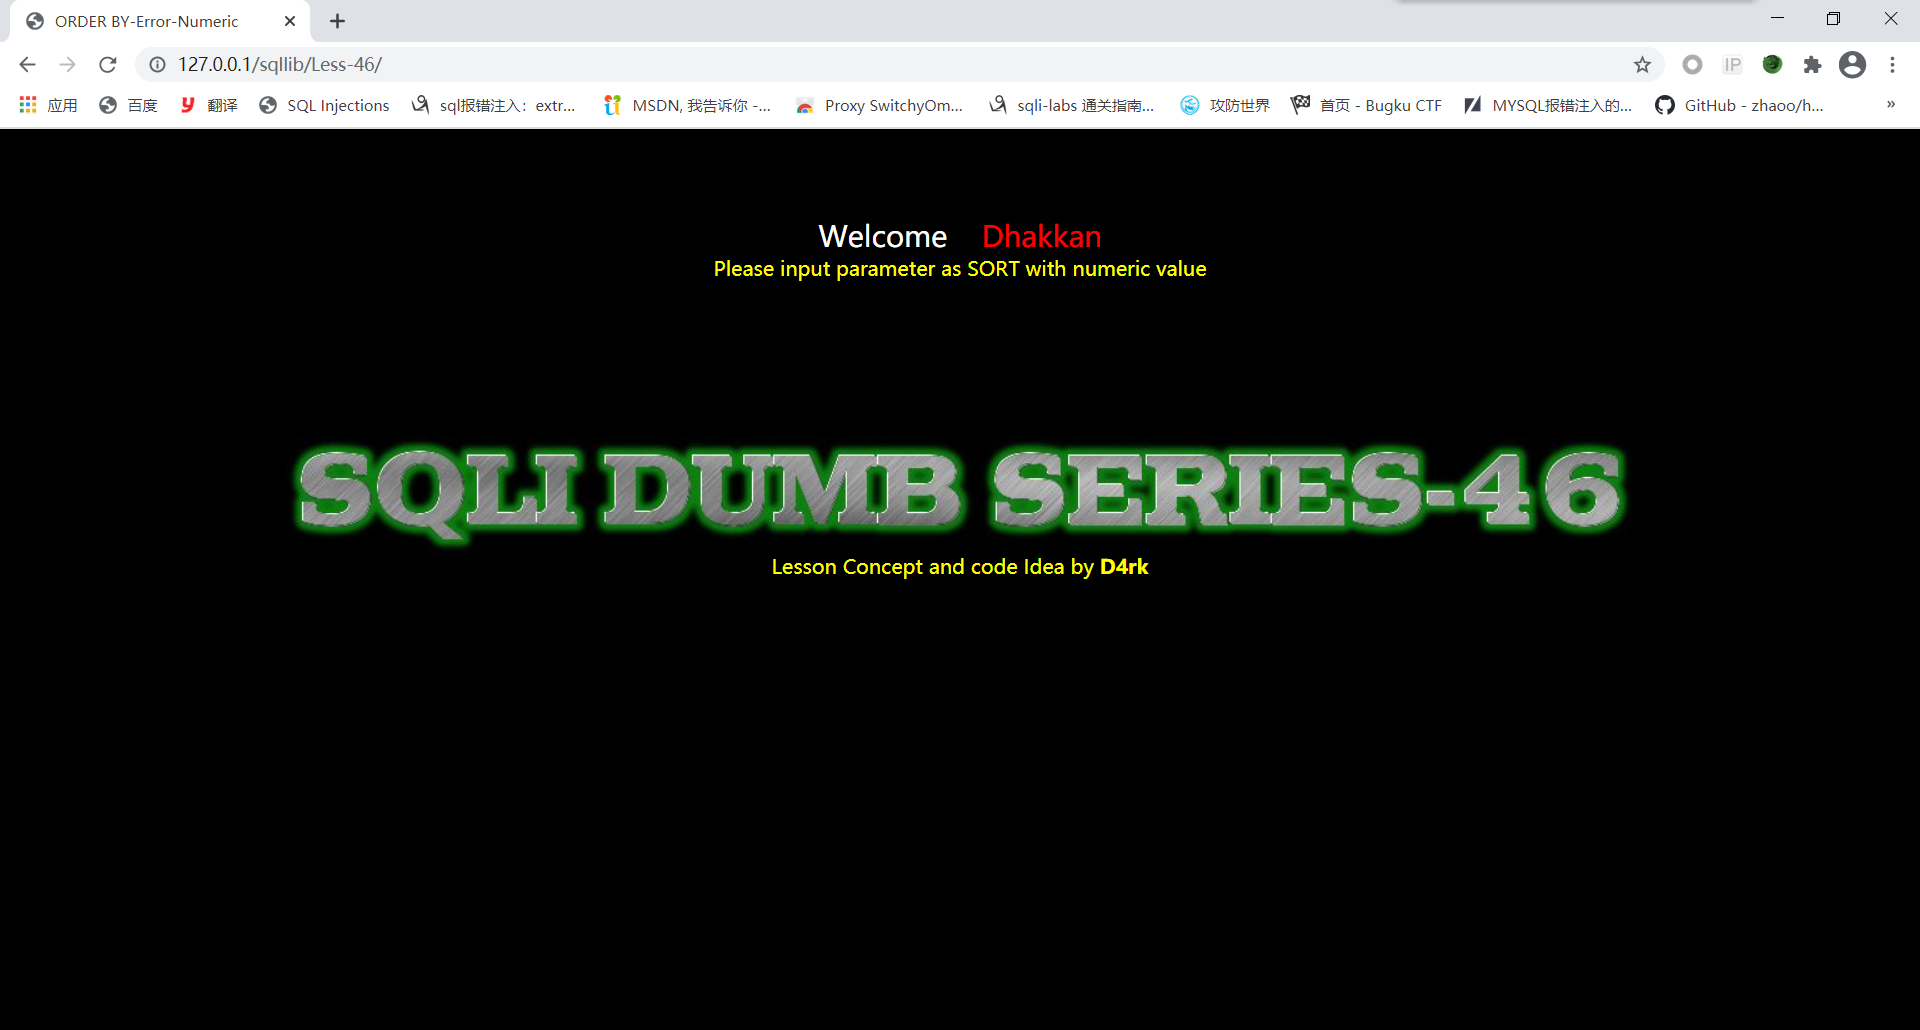 ORDER BY-Error-Numeric
127.0.0.1/sqllib/Less-46/
IP
应用 百度 翻译 SQL Injections sql报错注入：extr... MSDN, 我告诉你 -... Proxy SwitchyOm... sqli-labs 通关指南... 攻防世界 首页 - Bugku CTF MYSQL报错注入的... GitHub - zhaoo/h... »
Welcome Dhakkan
Please input parameter as SORT with numeric value
SQLI DUMB SERIES-46
Lesson Concept and code Idea by D4rk